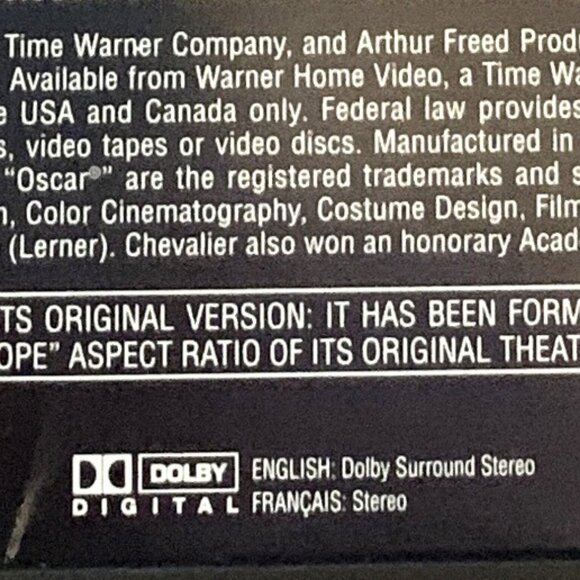 Time Warner Company, and Arthur Freed Prod
Available from Warner Home Video, a Time Wa
USA and Canada only. Federal law provides
s, video tapes or video discs. Manufactured in
"Oscar®" are the registered trademarks and s
n, Color Cinematography, Costume Design, Film
(Lerner). Chevalier also won an honorary Acad
TS ORIGINAL VERSION: IT HAS BEEN FORM
OPE" ASPECT RATIO OF ITS ORIGINAL THEAT
DOLBY ENGLISH: Dolby Surround Stereo
DIGITAL FRANÇAIS: Stereo